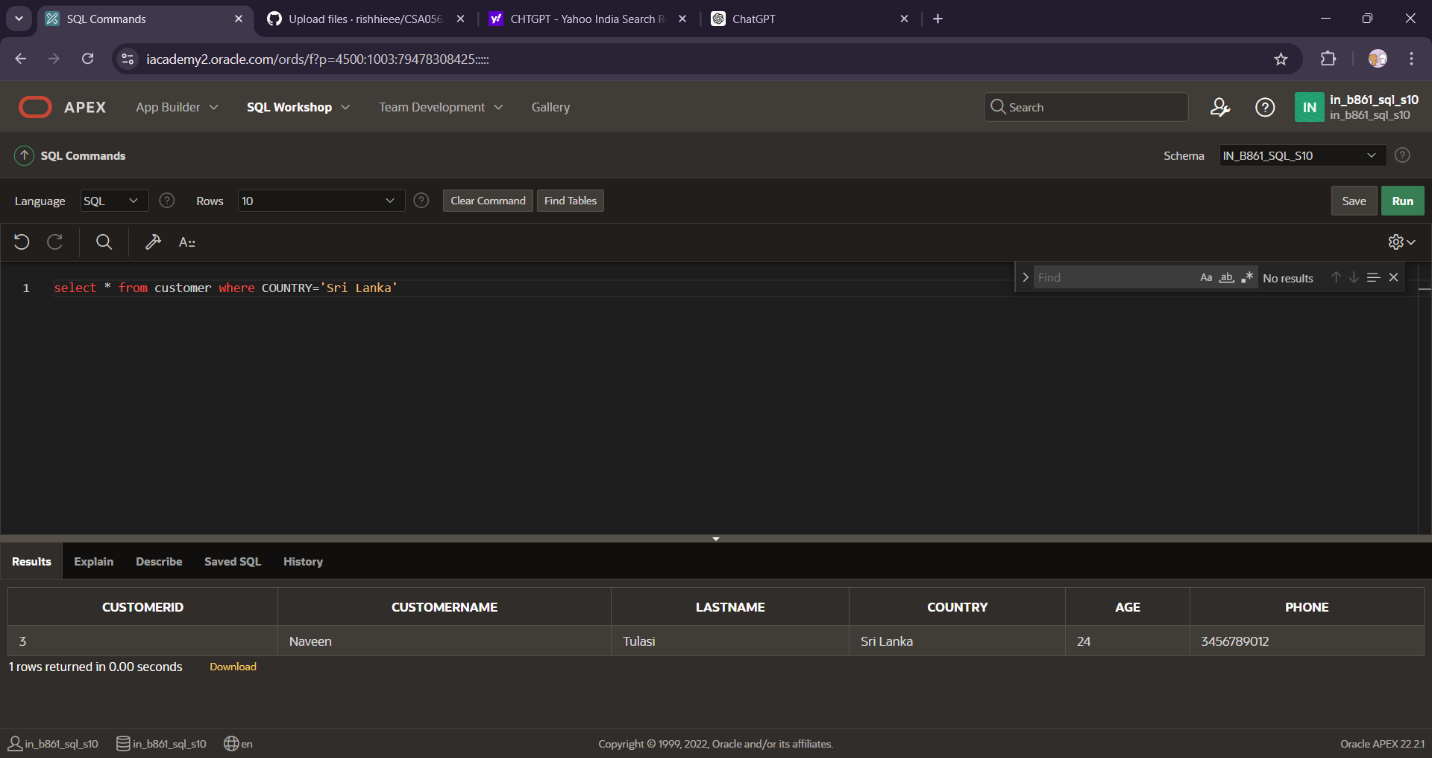 SQL Commands
Upload files · rishhieee/CSA056
CHTGPT - Yahoo India Search R
ChatGPT
iacademy2.oracle.com/ords/f?p=4500:1003:79478308425:::::
APEX App Builder SQL Workshop Team Development Gallery
Search
IN
in_b861_sql_s10
in_b861_sql_s10
SQL Commands
Schema IN_B861_SQL_S10
Language SQL Rows 10 Clear Command Find Tables Save Run
A::
Find Aa ab No results
1 select * from customer where COUNTRY='Sri Lanka'
Results Explain Describe Saved SQL History
CUSTOMERID CUSTOMERNAME LASTNAME COUNTRY AGE PHONE
3 Naveen Tulasi Sri Lanka 24 3456789012
1 rows returned in 0.00 seconds Download
in_b861_sql_s10 in_b861_sql_s10 en Copyright © 1999, 2022, Oracle and/or its affiliates. Oracle APEX 22.2.1